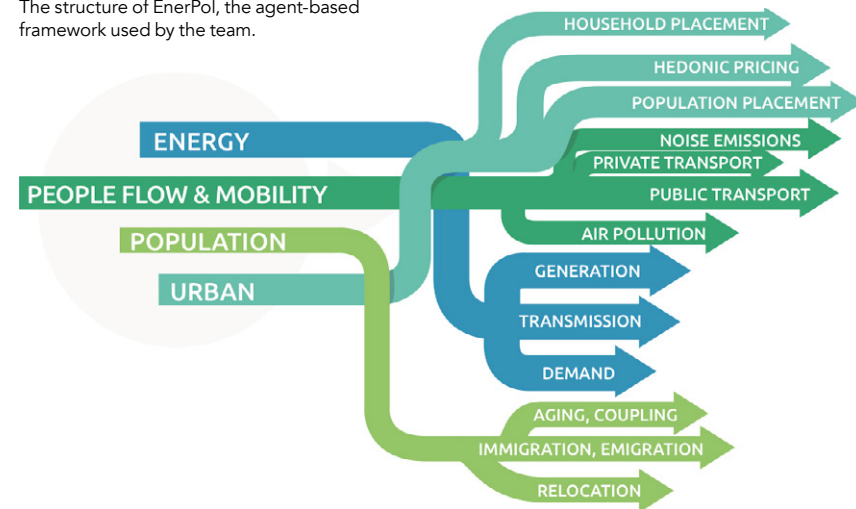 The structure of EnerPol, the agent-based
framework used by the team.
HOUSEHOLD PLACEMENT
HEDONIC PRICING
POPULATION PLACEMENT
ENERGY
NOISE EMISSIONS
PRIVATE TRANSPORT
PEOPLE FLOW & MOBILITY
PUBLIC TRANSPORT
POPULATION
AIR POLLUTION
URBAN
GENERATION
TRANSMISSION
DEMAND
AGING, COUPLING
IMMIGRATION, EMIGRATION
RELOCATION